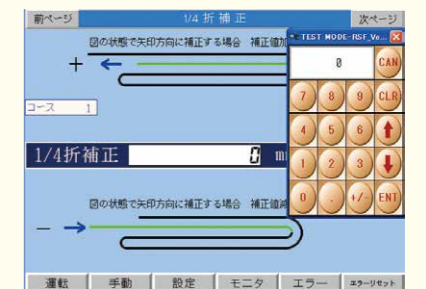 前ページ 1/4 折 補 正 次ページ
図の状態で矢印方向に補正する場合 補正値加
TEST MODE-RSF_Vo...
+
0 CAN
7 8 9 CLR
コース 1
4 5 6
1/4折補正 0 m
1 2 3
0 . +/- ENT
図の状態で矢印方向に補正する場合 補正値減
−
運転 手動 設定 モニタ エラー エラーリセット